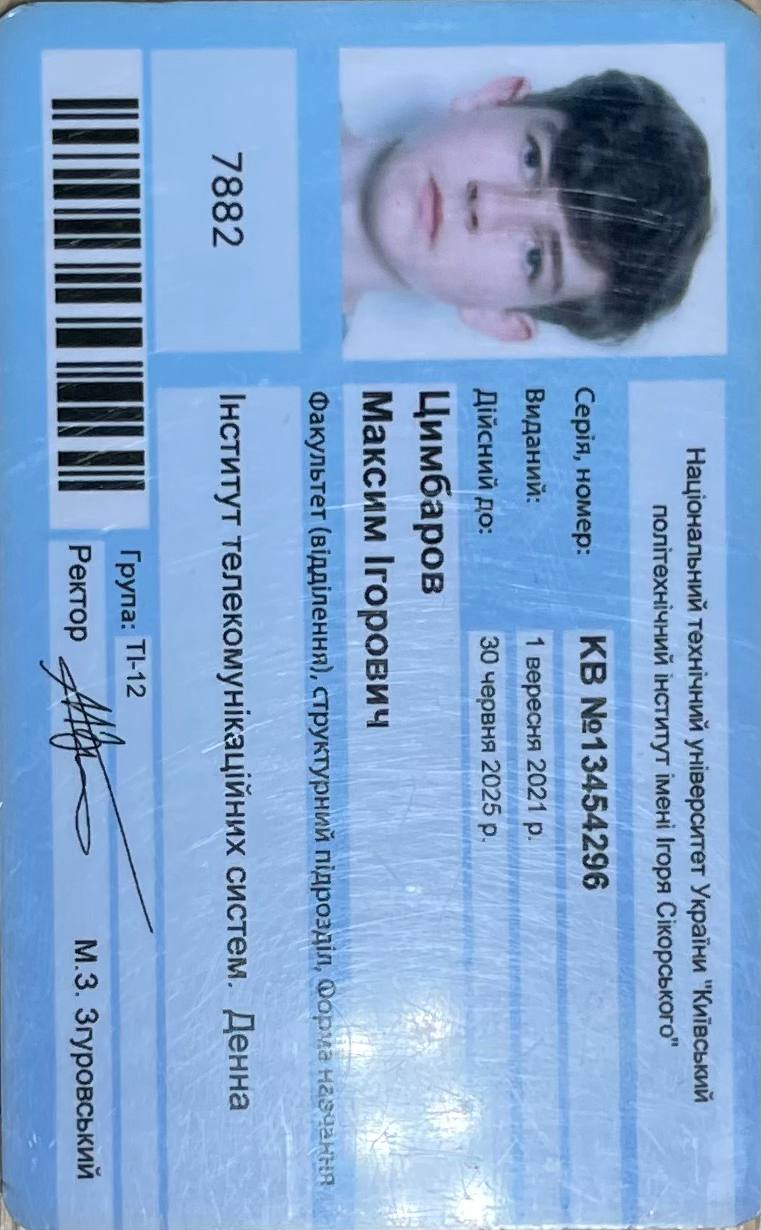 Національний технічний університет України "Київський
політехнічний інститут імені Ігоря Сікорського"
Серія, номер: КВ №13454296
Виданий: 1 вересня 2021 р.
Дійсний до: 30 червня 2025 р.
Цимбаров
Максим Ігорович
Факультет (відділення), структурний підрозділ, Форма навчання
7882
Інститут телекомунікаційних систем. Денна
Група: ТІ-12
Ректор М.З. Згуровський